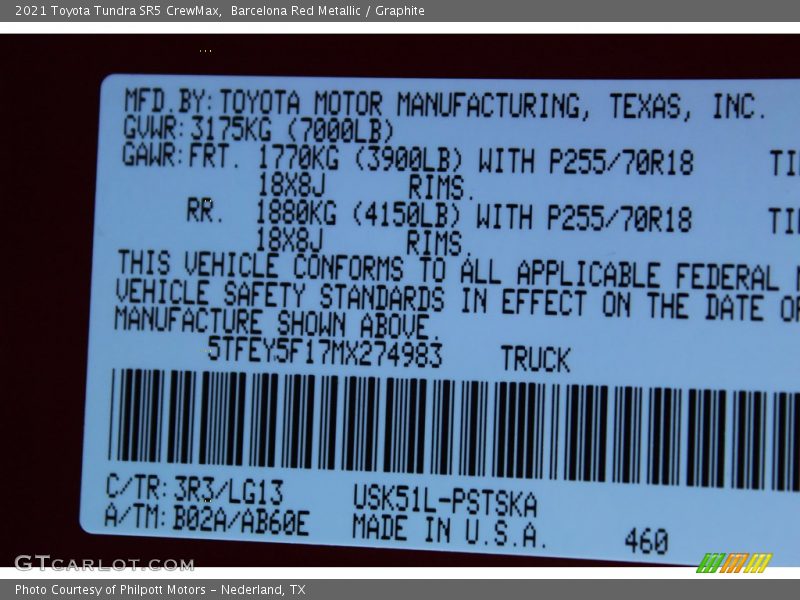 2021 Toyota Tundra SR5 CrewMax, Barcelona Red Metallic / Graphite
MFD.BY:TOYOTA MOTOR MANUFACTURING, TEXAS, INC.
GVWR:3175KG (7000LB)
GAWR:FRT. 1770KG (3900LB) WITH P255/70R18
18X8J RIMS.
RR. 1880KG (4150LB) WITH P255/70R18
18X8J RIMS.
THIS VEHICLE CONFORMS TO ALL APPLICABLE FEDERAL
VEHICLE SAFETY STANDARDS IN EFFECT ON THE DATE OF
MANUFACTURE SHOWN ABOVE.
5TFEY5F17MX274983 TRUCK
C/TR:3R3/LG13 USK51L-PSTSKA
A/TM:B02A/AB60E MADE IN U.S.A. 460
GTCARLOT.COM
Photo Courtesy of Philpott Motors - Nederland, TX